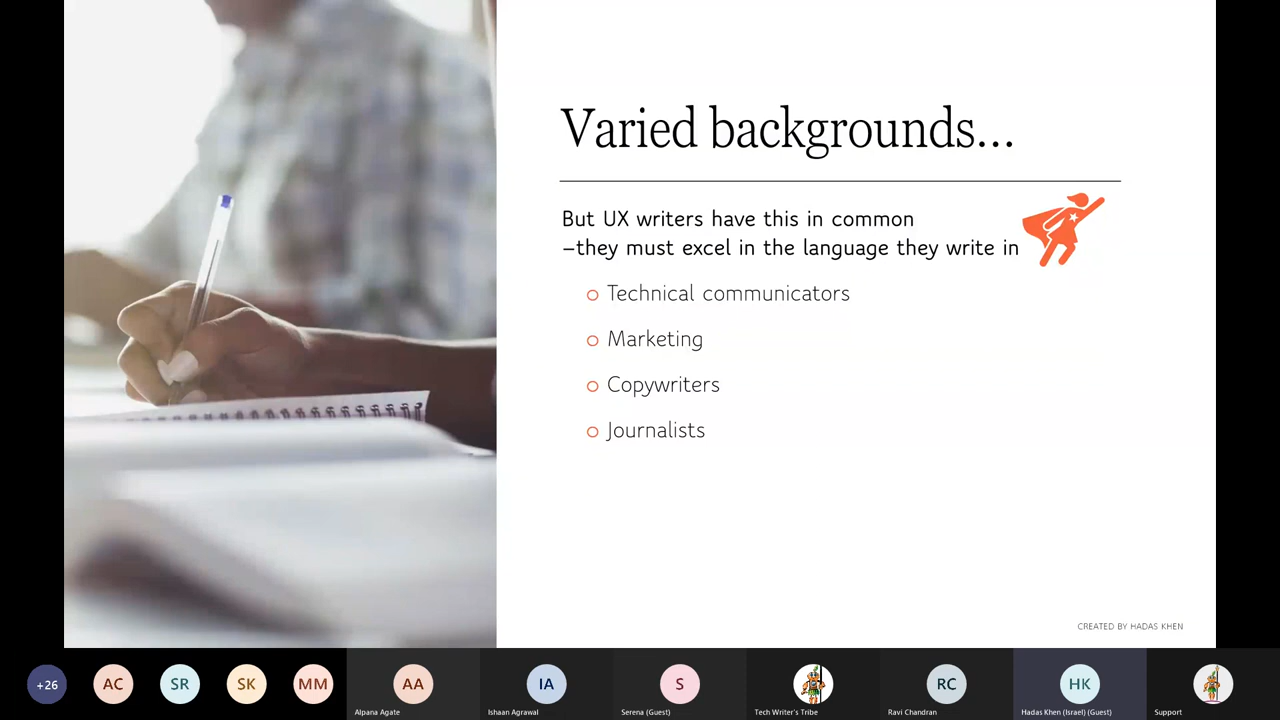 Varied backgrounds...
But UX writers have this in common
–they must excel in the language they write in
Technical communicators
Marketing
Copywriters
Journalists
CREATED BY HADAS KHEN
+26
AC
SR
SK
MM
AA
IA
S
RC
HK
Alpana Agate
Ishaan Agrawal
Serena (Guest)
Tech Writer's Tribe
Ravi Chandran
Hadas Khen (Israel) (Guest)
Support